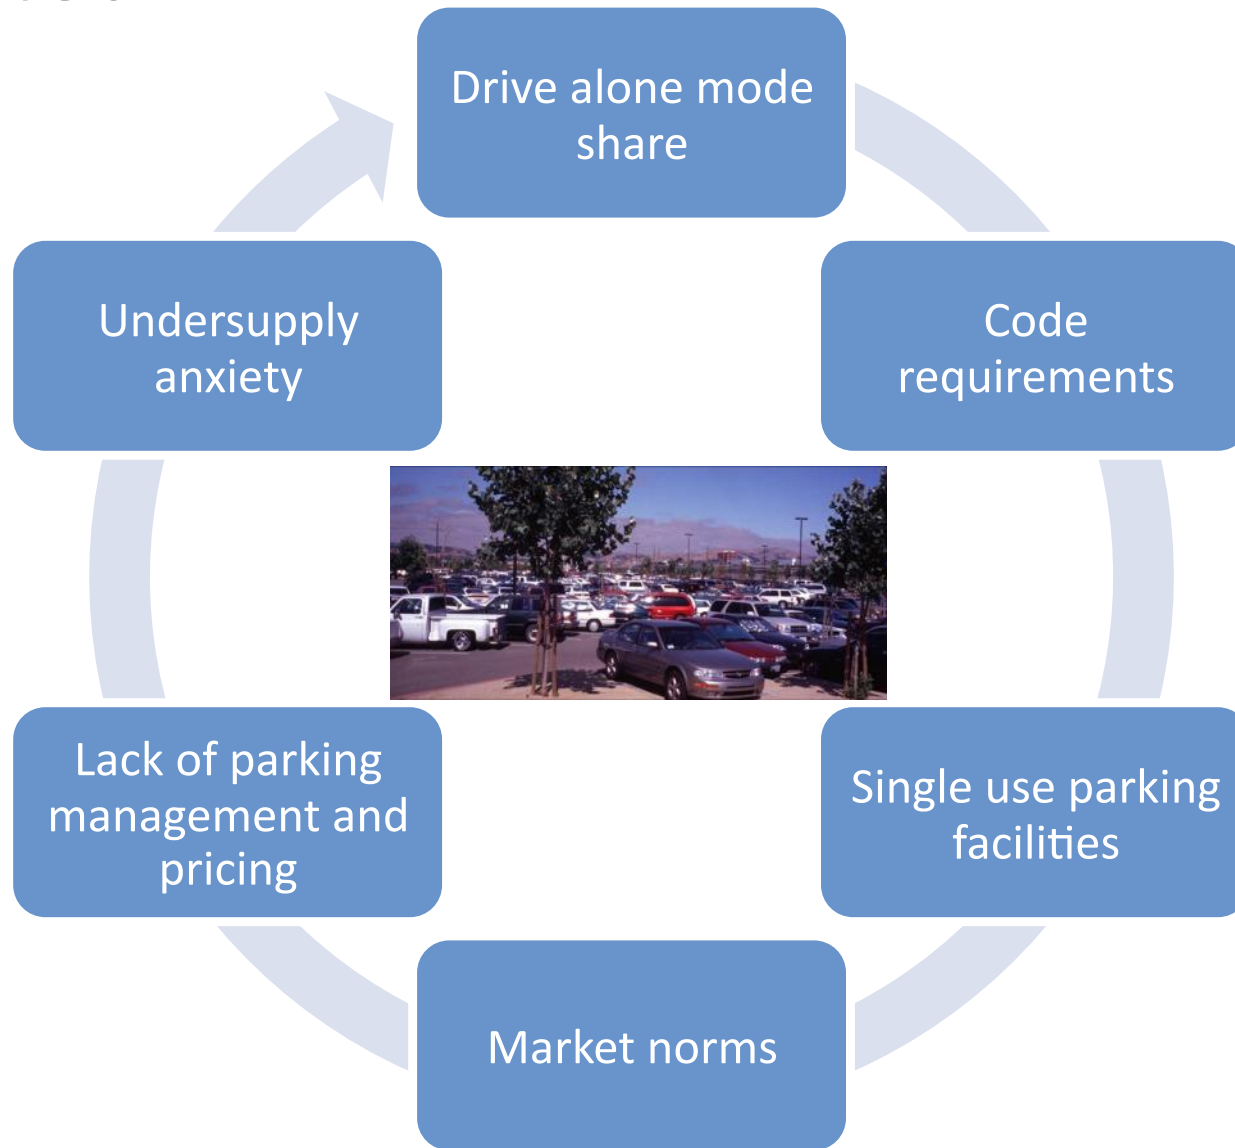 Drive alone mode
share
Code
requirements
Single use parking
facilities
Market norms
Lack of parking
management and
pricing
Undersupply
anxiety